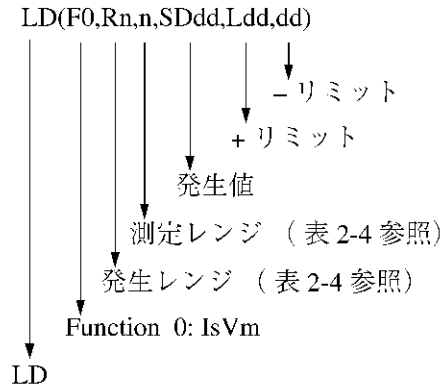 LD(F0,Rn,n,SDdd,Ldd,dd)
− リミット
+ リミット
発生値
測定レンジ （ 表 2-4 参照）
発生レンジ （ 表 2-4 参照）
Function 0: IsVm
LD